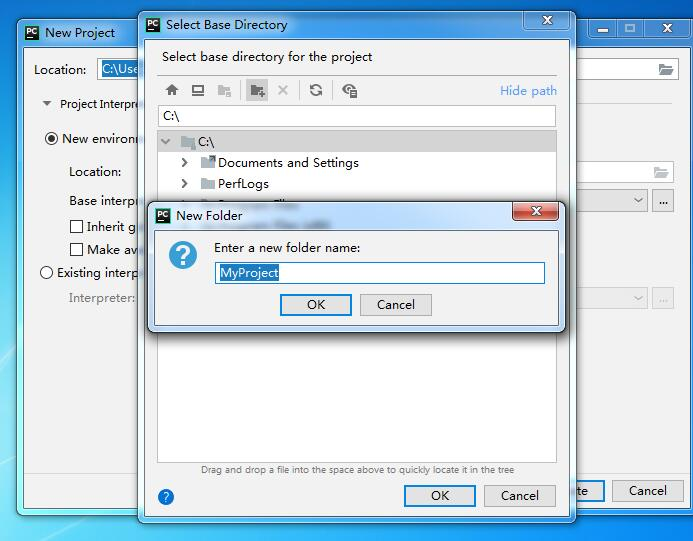 New Project
Select Base Directory
Location:
C:\Use
Select base directory for the project
Hide path
C:\
Project Interpre
New environ
C:\
Location:
Documents and Settings
PerfLogs
Base interp
Program Files
Inherit g
Make av
Existing interp
Interpreter:
New Folder
Enter a new folder name:
MyProject
OK
Cancel
Drag and drop a file into the space above to quickly locate it in the tree
OK
Cancel
te
Cancel